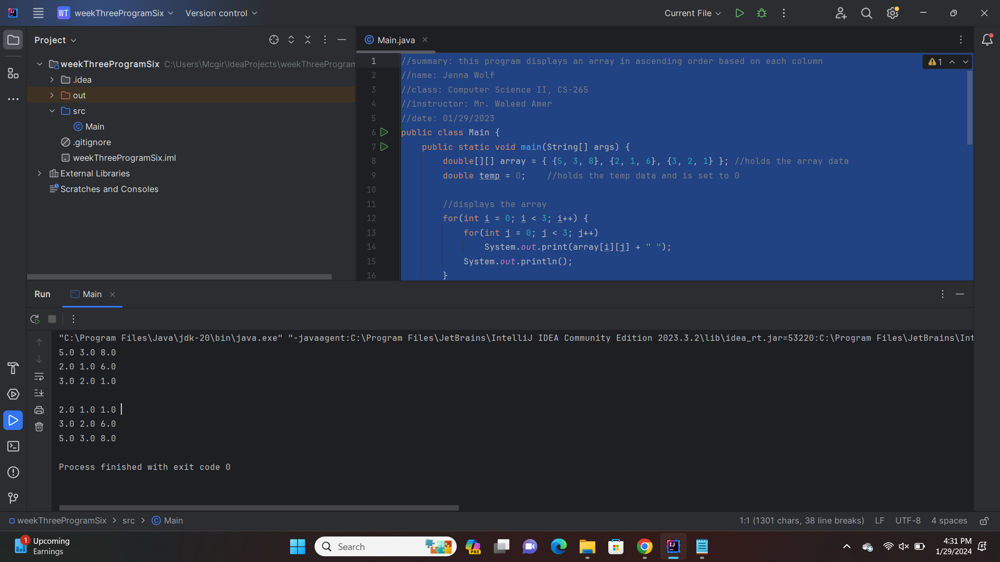 WT weekThreeProgramSix Version control Current File
Project
Main.java
weekThreeProgramSix C:\Users\Mcgir\IdeaProjects\weekThreeProgram
.idea
out
src
Main
.gitignore
weekThreeProgramSix.iml
External Libraries
Scratches and Consoles
1 //summary: this program displays an array in ascending order based on each column
1
2 //name: Jenna Wolf
3 //class: Computer Science II, CS-265
4 //instructor: Mr. Waleed Amer
5 //date: 01/29/2023
6 public class Main {
7 public static void main(String[] args) {
8 double[][] array = { {5, 3, 8}, {2, 1, 6}, {3, 2, 1} }; //holds the array data
9 double temp = 0; //holds the temp data and is set to 0
10
11 //displays the array
12 for(int i = 0; i < 3; i++) {
13 for(int j = 0; j < 3; j++)
14 System.out.print(array[i][j] + " ");
15 System.out.println();
16 }
Run Main
"C:\Program Files\Java\jdk-20\bin\java.exe" "-javaagent:C:\Program Files\JetBrains\IntelliJ IDEA Community Edition 2023.3.2\lib\idea_rt.jar=53220:C:\Program Files\JetBrains\Int
5.0 3.0 8.0
2.0 1.0 6.0
3.0 2.0 1.0
2.0 1.0 1.0
3.0 2.0 6.0
5.0 3.0 8.0
Process finished with exit code 0
weekThreeProgramSix > src > Main 1:1 (1301 chars, 38 line breaks) LF UTF-8 4 spaces
1 Upcoming
Earnings
Search
PRE
4:31 PM
1/29/2024